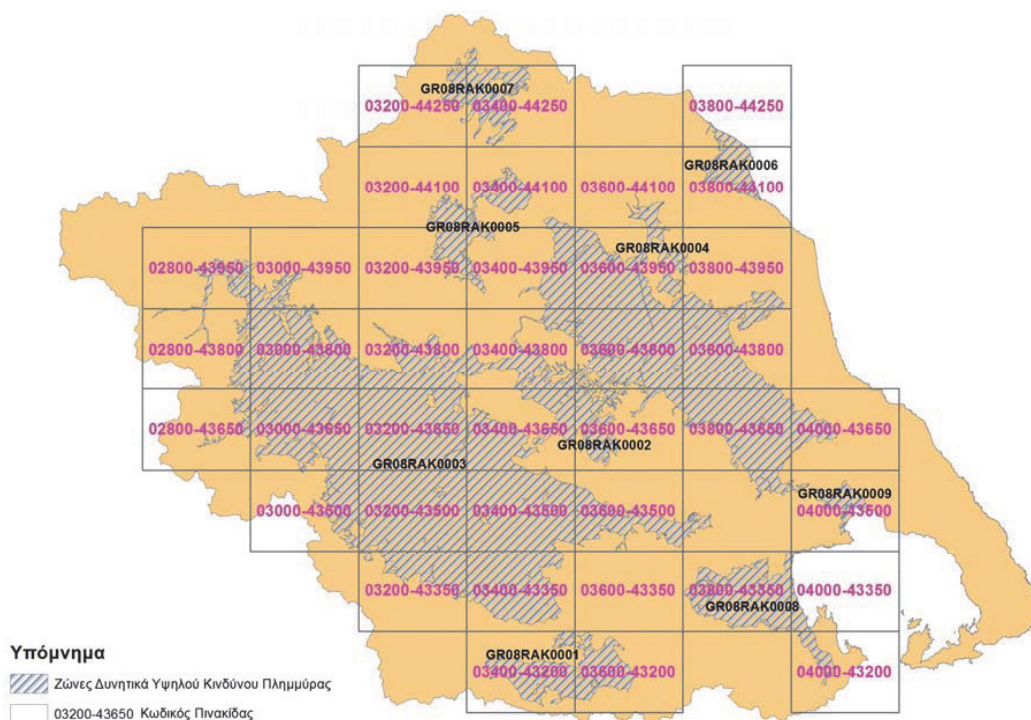 GR08RAK0007
03200-44250 03400-44250 03800-44250
GR08RAK0006
03200-44100 03400-44100 03600-44100 03800-44100
GR08RAK0005
GR08RAK0004
02800-43950 03000-43950 03200-43950 03400-43950 03600-43950 03800-43950
02800-43800 03000-43800 03200-43800 03400-43800 03600-43800 03600-43800
02800-43650 03000-43650 03200-43650 03400-43650 03600-43650 03800-43650 04000-43650
GR08RAK0002
GR08RAK0003
GR08RAK0009
03000-43500 03200-43500 03400-43500 03600-43500 04000-43500
03200-43350 03400-43350 03600-43350 03800-43350 04000-43350
GR08RAK0008
GR08RAK0001
03400-43200 03600-43200 04000-43200
Υπόμνημα
Ζώνες Δυνητικά Υψηλού Κινδύνου Πλημμύρας
03200-43650 Κωδικός Πινακίδας